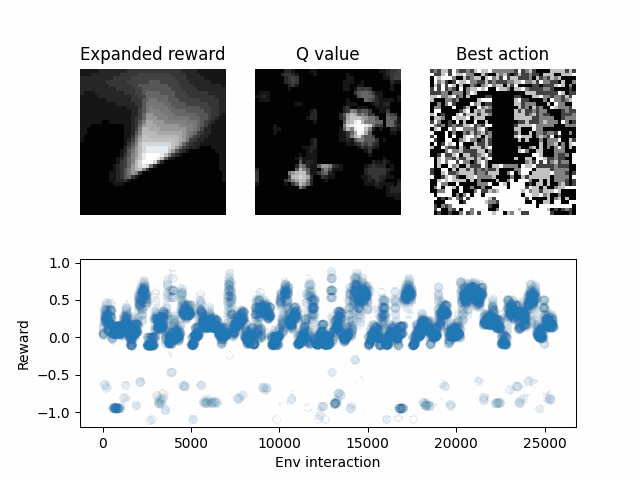 Expanded reward
Q value
Best action
1.0
0.5
0.0
−0.5
−1.0
Reward
0
5000
10000
15000
20000
25000
Env interaction